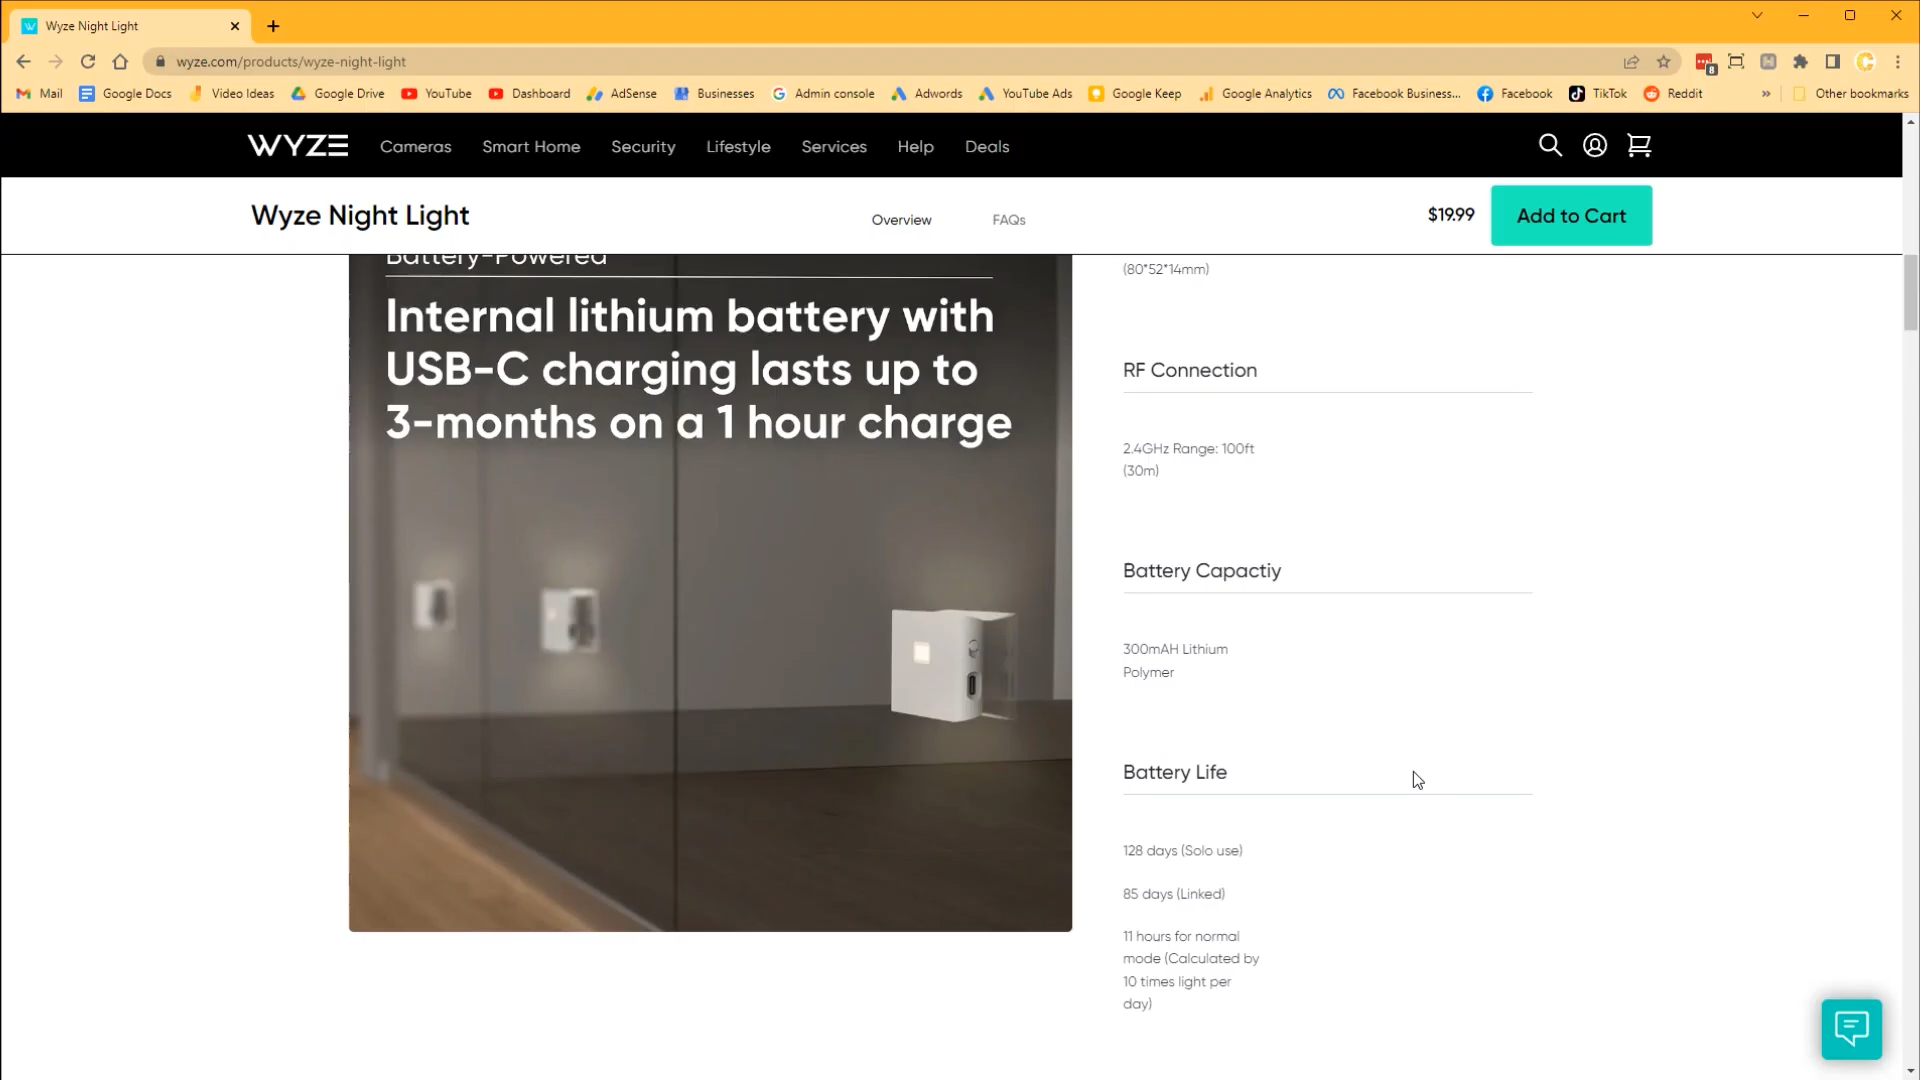 Wyze Night Light
wyze.com/products/wyze-night-light
8
Mail
Google Docs
Video Ideas
Google Drive
YouTube
Dashboard
AdSense
Businesses
Admin console
Adwords
YouTube Ads
Google Keep
Google Analytics
Facebook Business...
Facebook
TikTok
Reddit
»
Other bookmarks
WYZE
Cameras
Smart Home
Security
Lifestyle
Services
Help
Deals
Wyze Night Light
Overview
FAQs
$19.99
Add to Cart
Battery-Powered
Internal lithium battery with
USB-C charging lasts up to
3-months on a 1 hour charge
(80*52*14mm)
RF Connection
2.4GHz Range: 100ft
(30m)
Battery Capactiy
300mAH Lithium
Polymer
Battery Life
128 days (Solo use)
85 days (Linked)
11 hours for normal
mode (Calculated by
10 times light per
day)